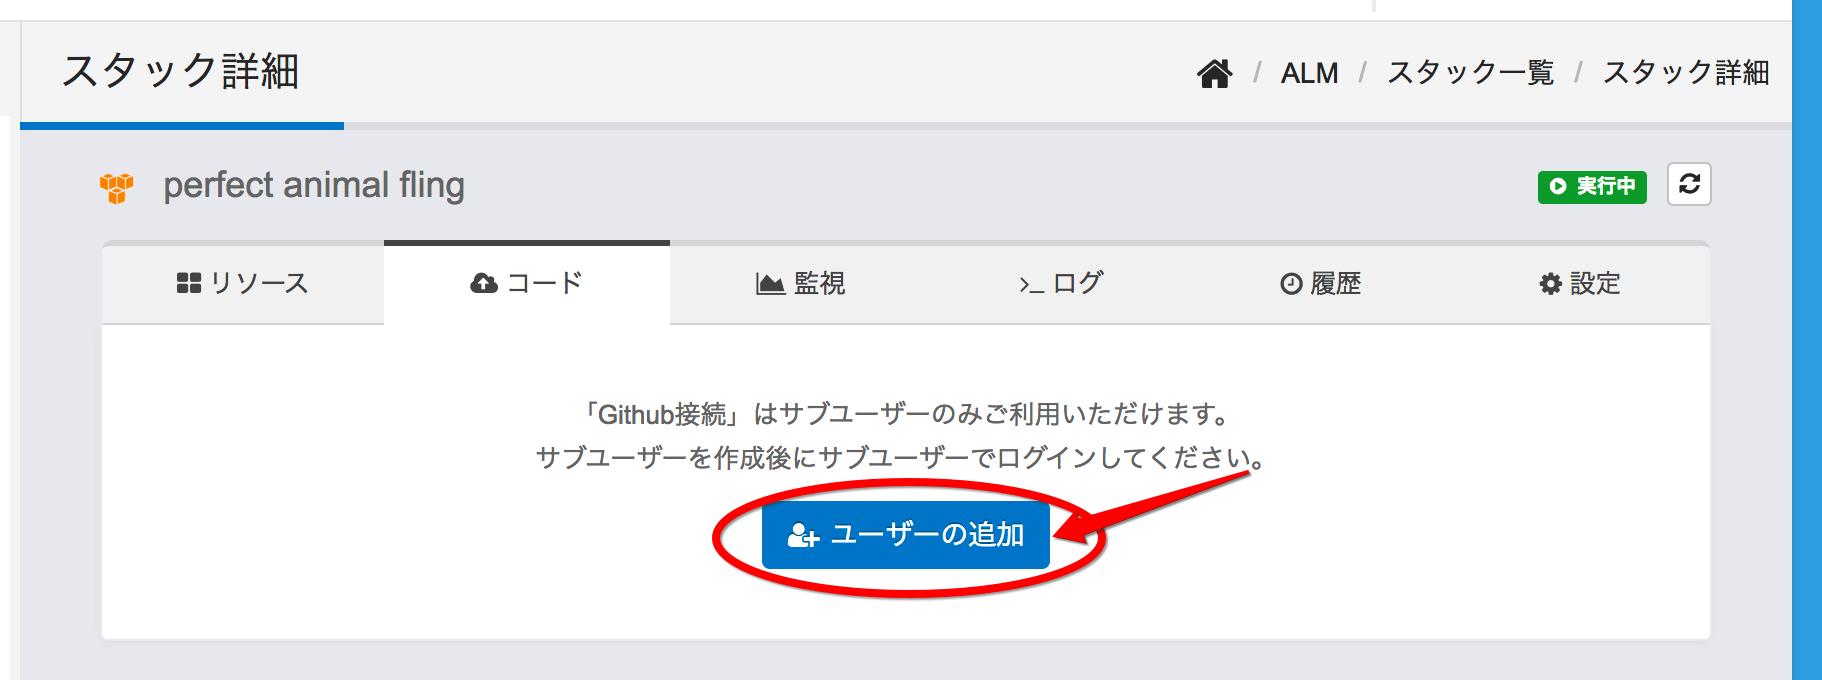 スタック詳細
/ ALM / スタック一覧 / スタック詳細
perfect animal fling
実行中
リソース
コード
監視
ログ
履歴
設定
「Github接続」はサブユーザーのみご利用いただけます。
サブユーザーを作成後にサブユーザーでログインしてください。
ユーザーの追加